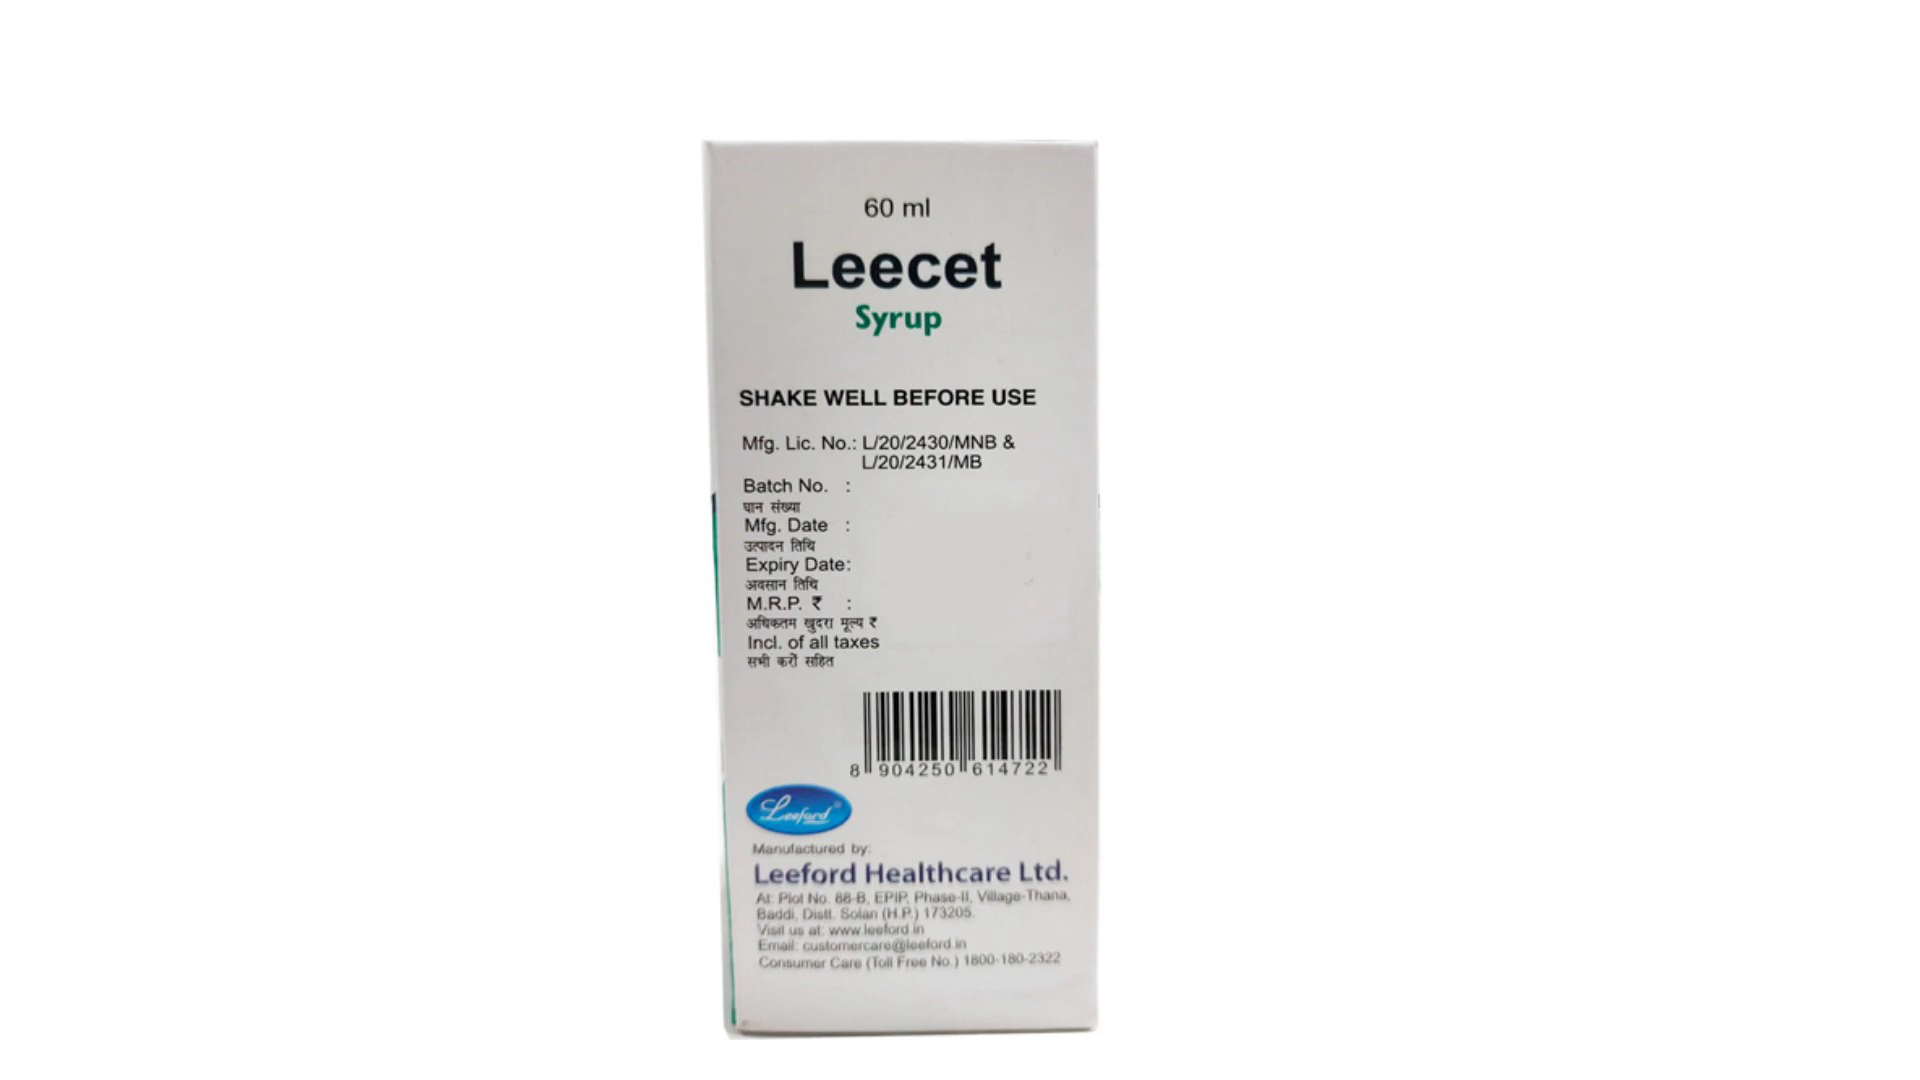 60 ml
Leecet
Syrup
SHAKE WELL BEFORE USE
Mfg. Lic. No.: L/20/2430/MNB &
L/20/2431/MB
Batch No. :
घान संख्या
Mfg. Date :
उत्पादन तिथि
Expiry Date:
अवसान तिथि
M.R.P. ₹ :
अधिकतम खुदरा मूल्य ₹
Incl. of all taxes
सभी करों सहित
8 904250 614722
Leeford®
Manufactured by:
Leeford Healthcare Ltd.
At: Plot No. 88-B, EPIP, Phase-II, Village-Thana,
Baddi, Distt. Solan (H.P.) 173205.
Visit us at: www.leeford.in
Email: customercare@leeford.in
Consumer Care (Toll Free No.) 1800-180-2322